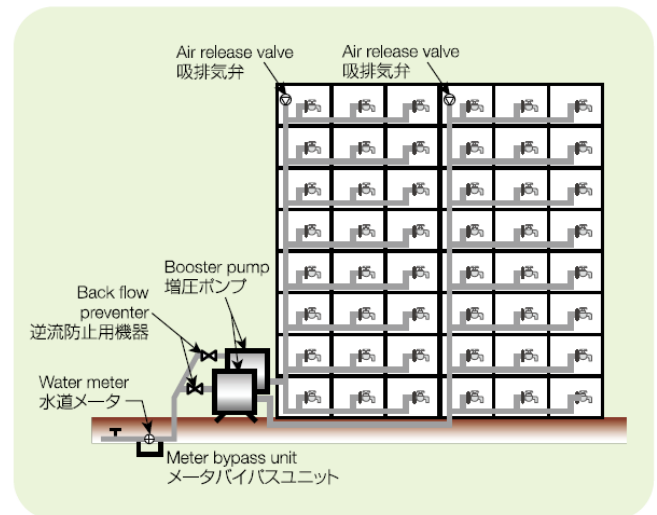 Air release valve
吸排気弁
Air release valve
吸排気弁
Booster pump
増圧ポンプ
Back flow
preventer
逆流防止用機器
Water meter
水道メータ
Meter bypass unit
メータバイパスユニット